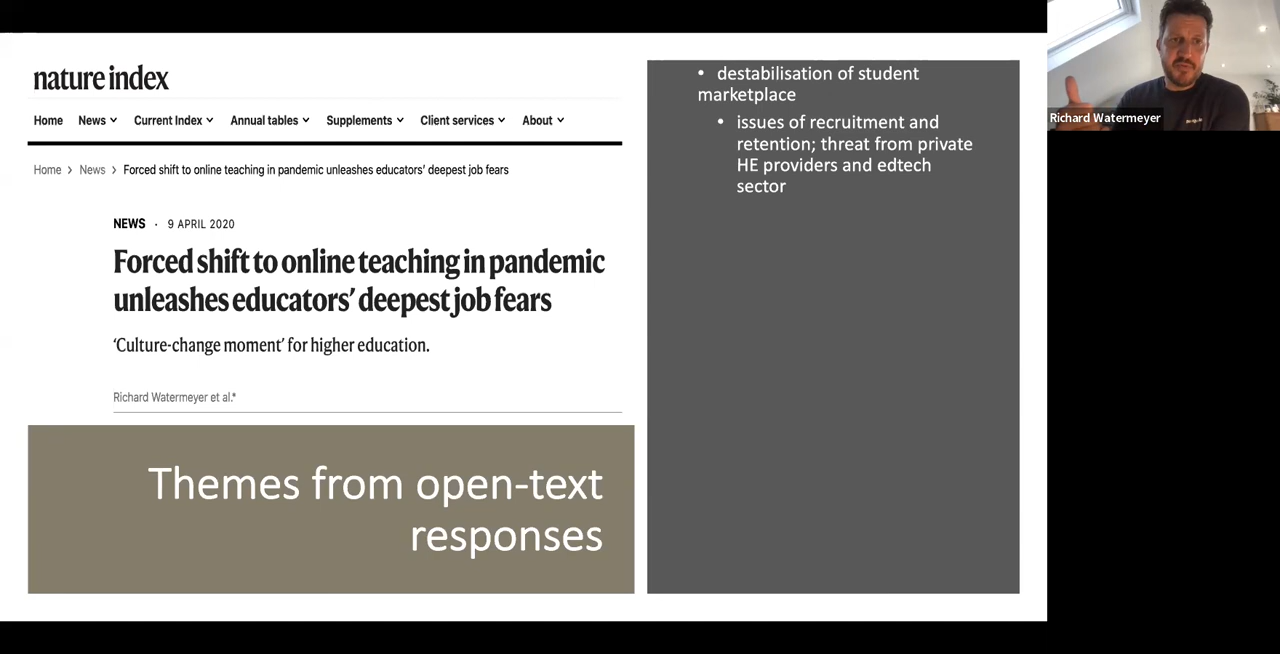 nature index
Home News Current Index Annual tables Supplements Client services About
Home > News > Forced shift to online teaching in pandemic unleashes educators’ deepest job fears
NEWS · 9 APRIL 2020
Forced shift to online teaching in pandemic
unleashes educators’ deepest job fears
‘Culture-change moment’ for higher education.
Richard Watermeyer et al.*
Themes from open-text
responses
• destabilisation of student
marketplace
• issues of recruitment and
retention; threat from private
HE providers and edtech
sector
Richard Watermeyer